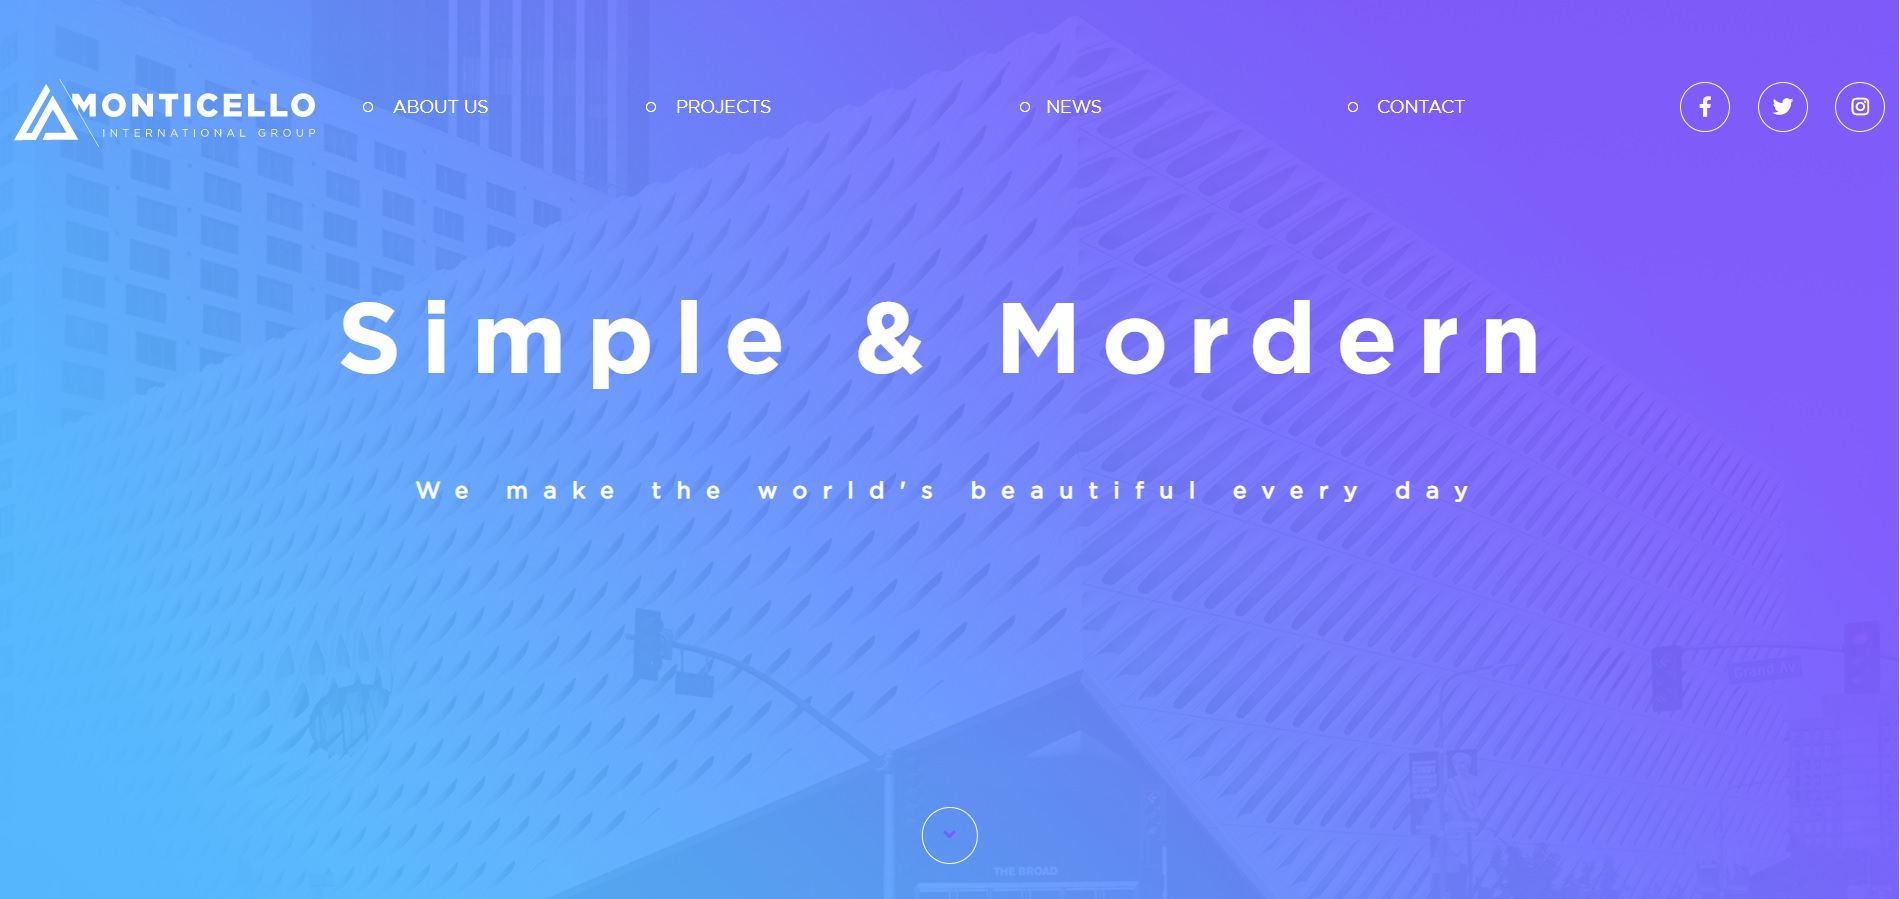 MONTICELLO
INTERNATIONAL GROUP
ABOUT US
PROJECTS
NEWS
CONTACT
Simple & Mordern
We make the world's beautiful every day
Grand Av
THE BROAD